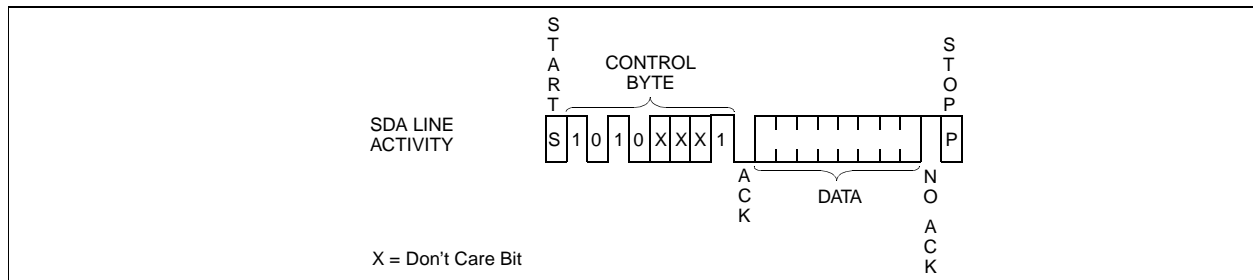 START
STOP
CONTROL
BYTE
SDA LINE
ACTIVITY
S 1 0 1 0 X X X 1 P
ACK
DATA
NO ACK
X = Don't Care Bit